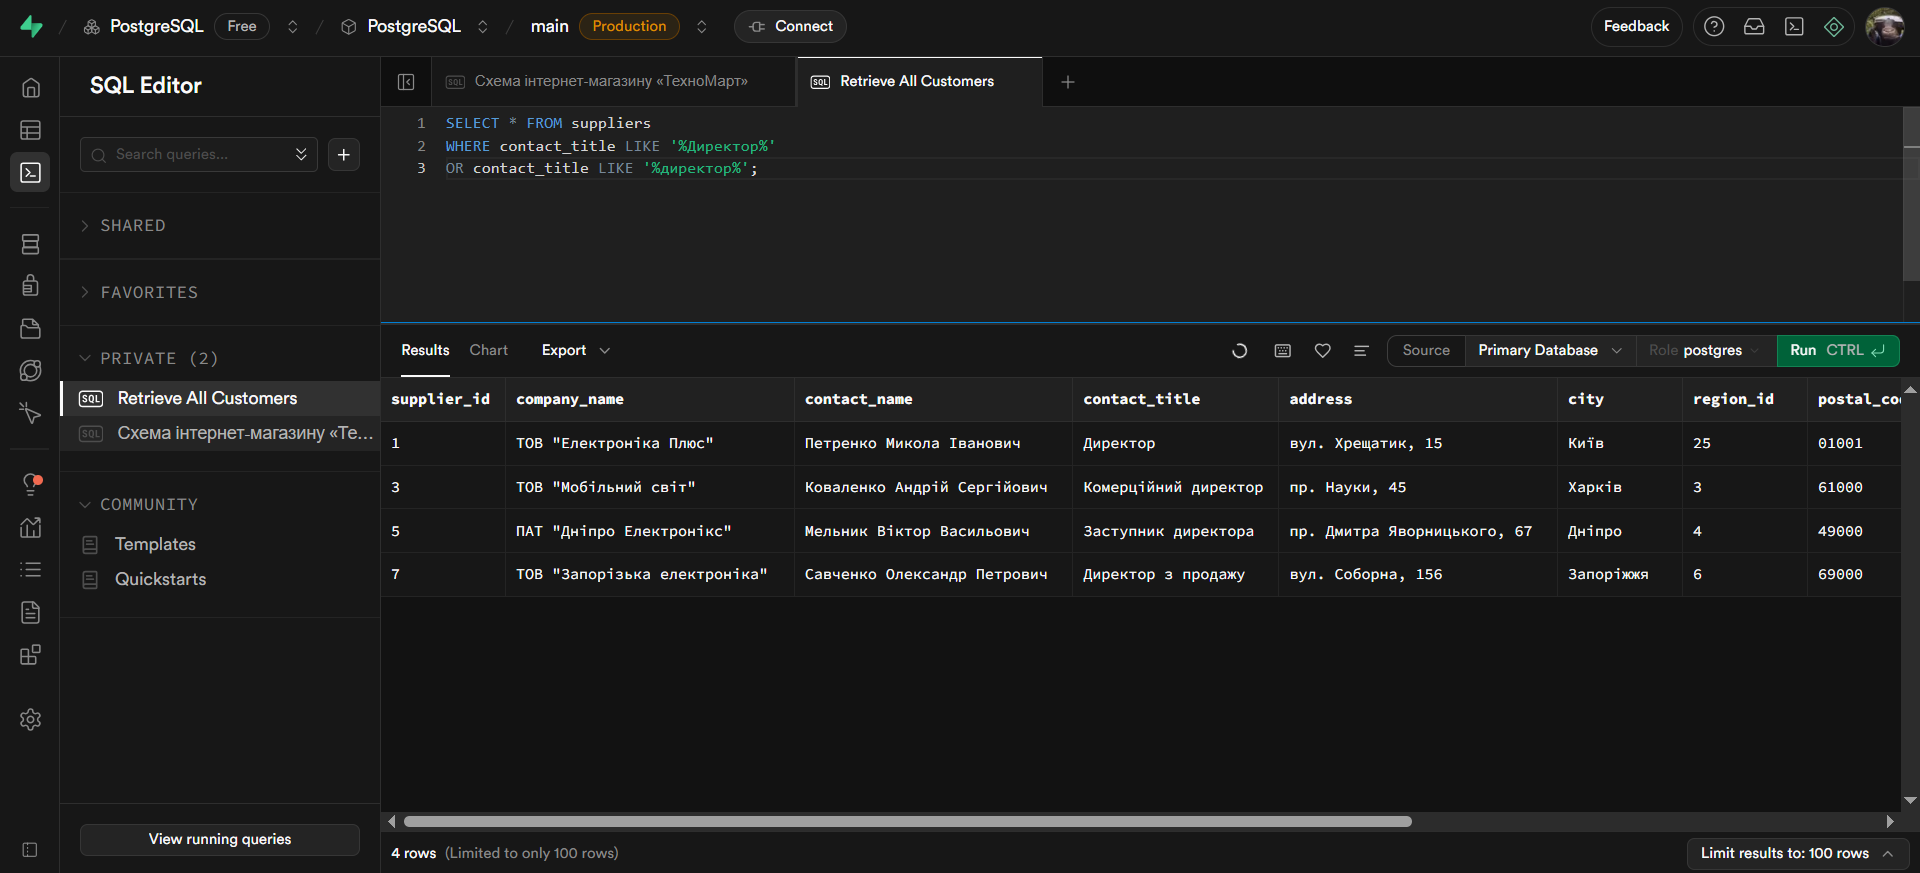 PostgreSQL Free PostgreSQL main Production Connect Feedback
SQL Editor
Search queries...
SHARED
FAVORITES
PRIVATE (2)
SQL Retrieve All Customers
SQL Схема інтернет-магазину «Те...
COMMUNITY
Templates
Quickstarts
View running queries
SQL Схема інтернет-магазину «ТехноМарт» SQL Retrieve All Customers
1 SELECT * FROM suppliers
2 WHERE contact_title LIKE '%Директор%'
3 OR contact_title LIKE '%директор%';
Results Chart Export Source Primary Database Role postgres Run CTRL
supplier_id company_name contact_name contact_title address city region_id postal_co
1 ТОВ "Електроніка Плюс" Петренко Микола Іванович Директор вул. Хрещатик, 15 Київ 25 01001
3 ТОВ "Мобільний світ" Коваленко Андрій Сергійович Комерційний директор пр. Науки, 45 Харків 3 61000
5 ПАТ "Дніпро Електронікс" Мельник Віктор Васильович Заступник директора пр. Дмитра Яворницького, 67 Дніпро 4 49000
7 ТОВ "Запорізька електроніка" Савченко Олександр Петрович Директор з продажу вул. Соборна, 156 Запоріжжя 6 69000
4 rows (Limited to only 100 rows) Limit results to: 100 rows